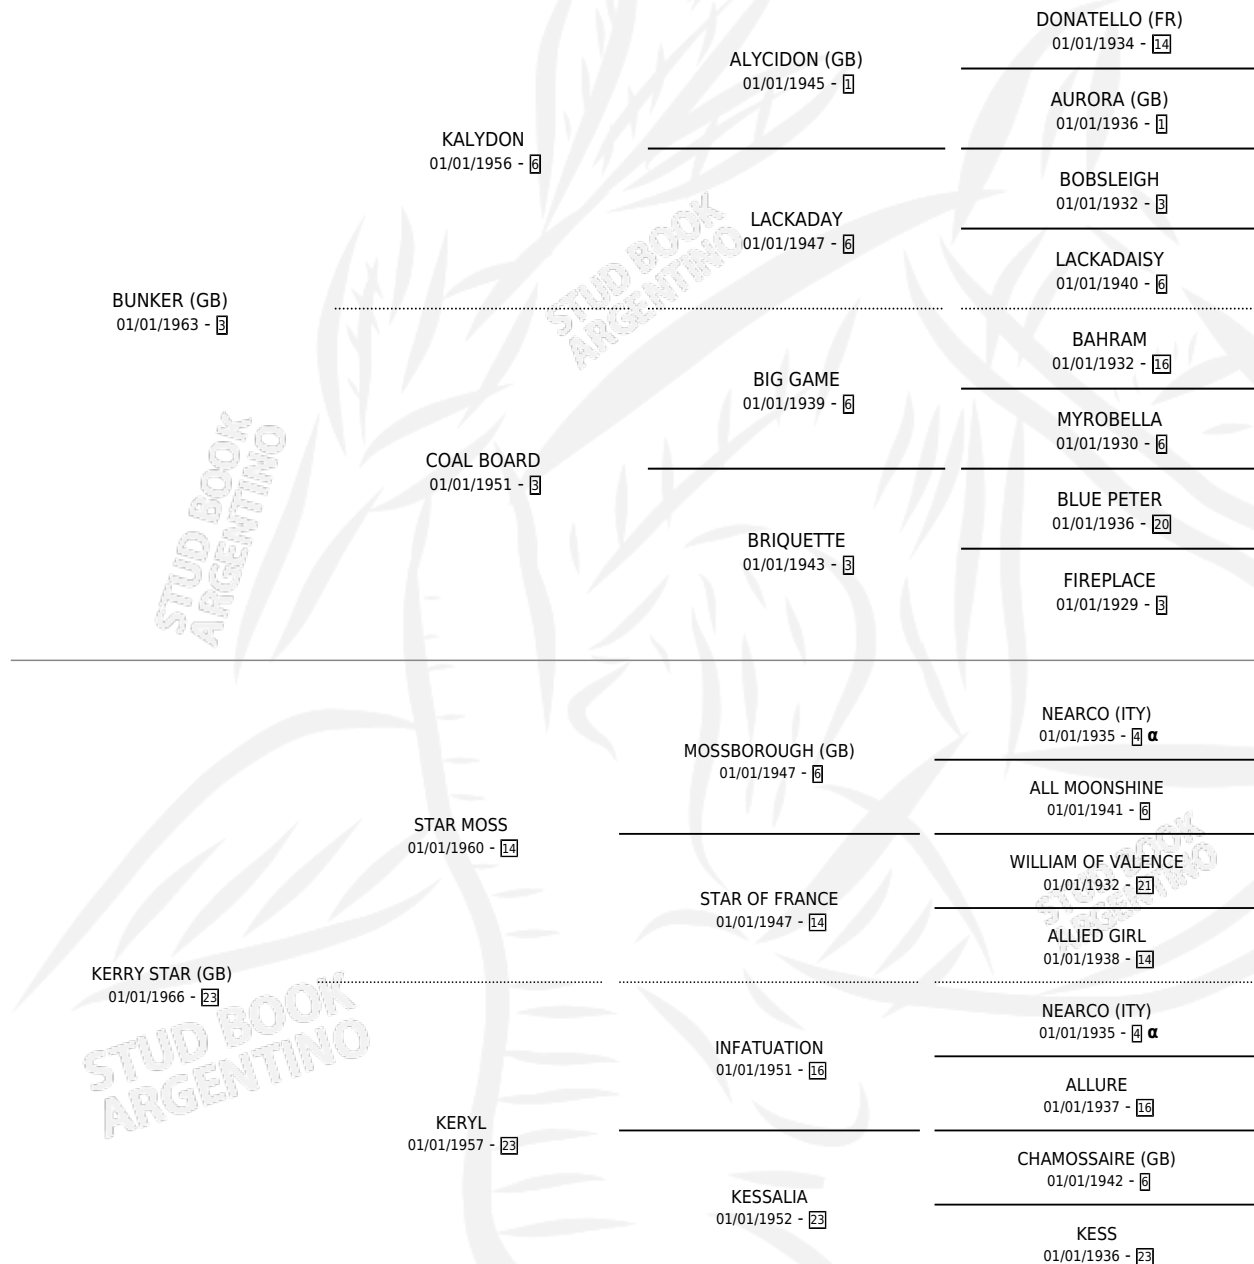 DONATELLO (FR)
01/01/1934 - 14
ALYCIDON (GB)
01/01/1945 - 1
AURORA (GB)
01/01/1936 - 1
KALYDON
01/01/1956 - 6
BOBSLEIGH
01/01/1932 - 3
LACKADAY
01/01/1947 - 6
LACKADAISY
01/01/1940 - 6
BUNKER (GB)
01/01/1963 - 3
BAHRAM
01/01/1932 - 16
BIG GAME
01/01/1939 - 6
MYROBELLA
01/01/1930 - 6
COAL BOARD
01/01/1951 - 3
BLUE PETER
01/01/1936 - 20
BRIQUETTE
01/01/1943 - 3
FIREPLACE
01/01/1929 - 3
NEARCO (ITY)
01/01/1935 - 4 α
MOSSBOROUGH (GB)
01/01/1947 - 6
ALL MOONSHINE
01/01/1941 - 6
STAR MOSS
01/01/1960 - 14
WILLIAM OF VALENCE
01/01/1932 - 21
STAR OF FRANCE
01/01/1947 - 14
ALLIED GIRL
01/01/1938 - 14
KERRY STAR (GB)
01/01/1966 - 23
NEARCO (ITY)
01/01/1935 - 4 α
INFATUATION
01/01/1951 - 16
ALLURE
01/01/1937 - 16
KERYL
01/01/1957 - 23
CHAMOSSAIRE (GB)
01/01/1942 - 6
KESSALIA
01/01/1952 - 23
KESS
01/01/1936 - 23
STUD BOOK
ARGENTINO
STUD BOOK
ARGENTINO
STUD BOOK
ARGENTINO
STUD BOOK
ARGENTINO